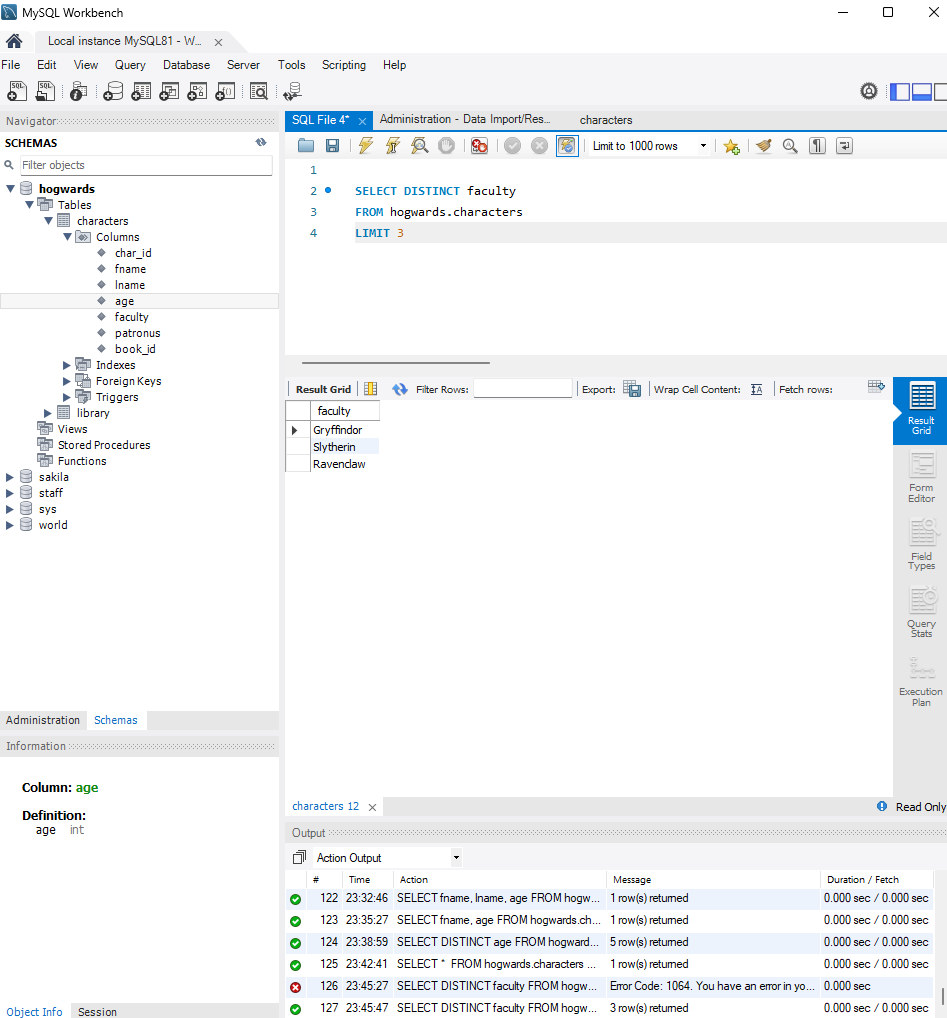 MySQL Workbench
Local instance MySQL81 - W...
File Edit View Query Database Server Tools Scripting Help
Navigator
SCHEMAS
Filter objects
hogwards
Tables
characters
Columns
char_id
fname
lname
age
faculty
patronus
book_id
Indexes
Foreign Keys
Triggers
library
Views
Stored Procedures
Functions
sakila
staff
sys
world
Administration Schemas
Information
Column: age
Definition:
age int
Object Info Session
SQL File 4* Administration - Data Import/Res... characters
Limit to 1000 rows
1
2 SELECT DISTINCT faculty
3 FROM hogwards.characters
4 LIMIT 3
Result Grid Filter Rows: Export: Wrap Cell Content: Fetch rows:
faculty
Gryffindor
Slytherin
Ravenclaw
Result
Grid
Form
Editor
Field
Types
Query
Stats
Execution
Plan
characters 12 Read Only
Output
Action Output
# Time Action Message Duration / Fetch
122 23:32:46 SELECT fname, lname, age FROM hogw... 1 row(s) returned 0.000 sec / 0.000 sec
123 23:35:27 SELECT fname, age FROM hogwards.ch... 1 row(s) returned 0.000 sec / 0.000 sec
124 23:38:59 SELECT DISTINCT age FROM hogward... 5 row(s) returned 0.000 sec / 0.000 sec
125 23:42:41 SELECT * FROM hogwards.characters ... 1 row(s) returned 0.000 sec / 0.000 sec
126 23:45:27 SELECT DISTINCT faculty FROM hogw... Error Code: 1064. You have an error in yo... 0.000 sec
127 23:45:47 SELECT DISTINCT faculty FROM hogw... 3 row(s) returned 0.000 sec / 0.000 sec